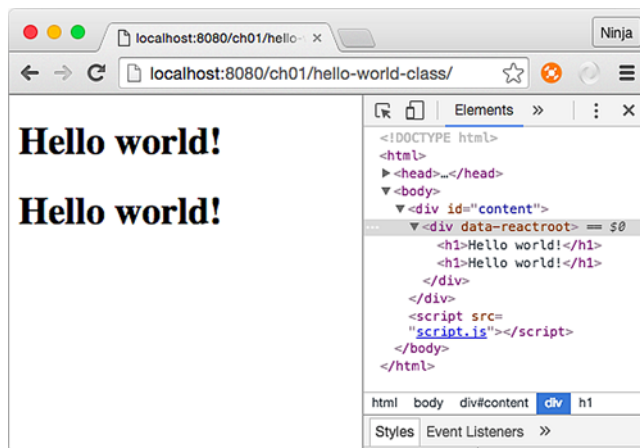 localhost:8080/ch01/hello-
Ninja
localhost:8080/ch01/hello-world-class/
Hello world!
Hello world!
Elements »
<!DOCTYPE html>
<html>
<head>…</head>
<body>
<div id="content">
<div data-reactroot> == $0
<h1>Hello world!</h1>
<h1>Hello world!</h1>
</div>
</div>
<script src=
"script.js"></script>
</body>
</html>
html body div#content div h1
Styles Event Listeners »